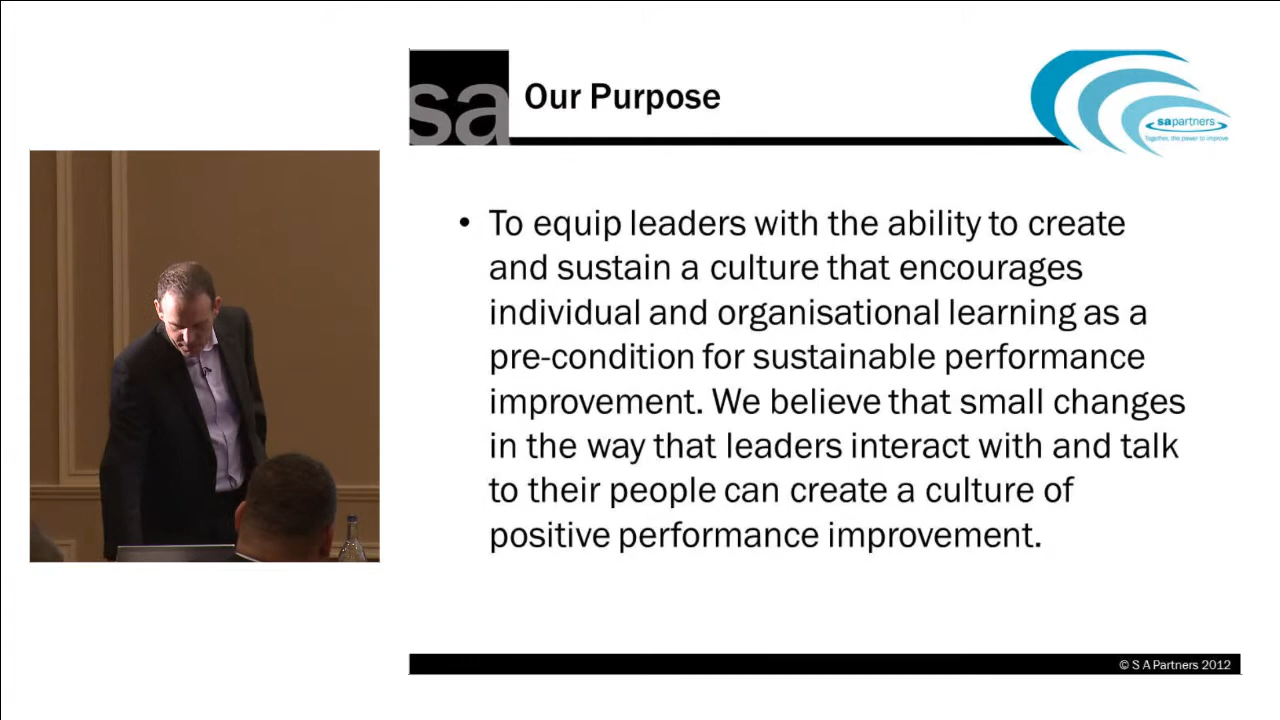 sa
Our Purpose
sapartners
Together, the power to improve
• To equip leaders with the ability to create
and sustain a culture that encourages
individual and organisational learning as a
pre-condition for sustainable performance
improvement. We believe that small changes
in the way that leaders interact with and talk
to their people can create a culture of
positive performance improvement.
© S A Partners 2012